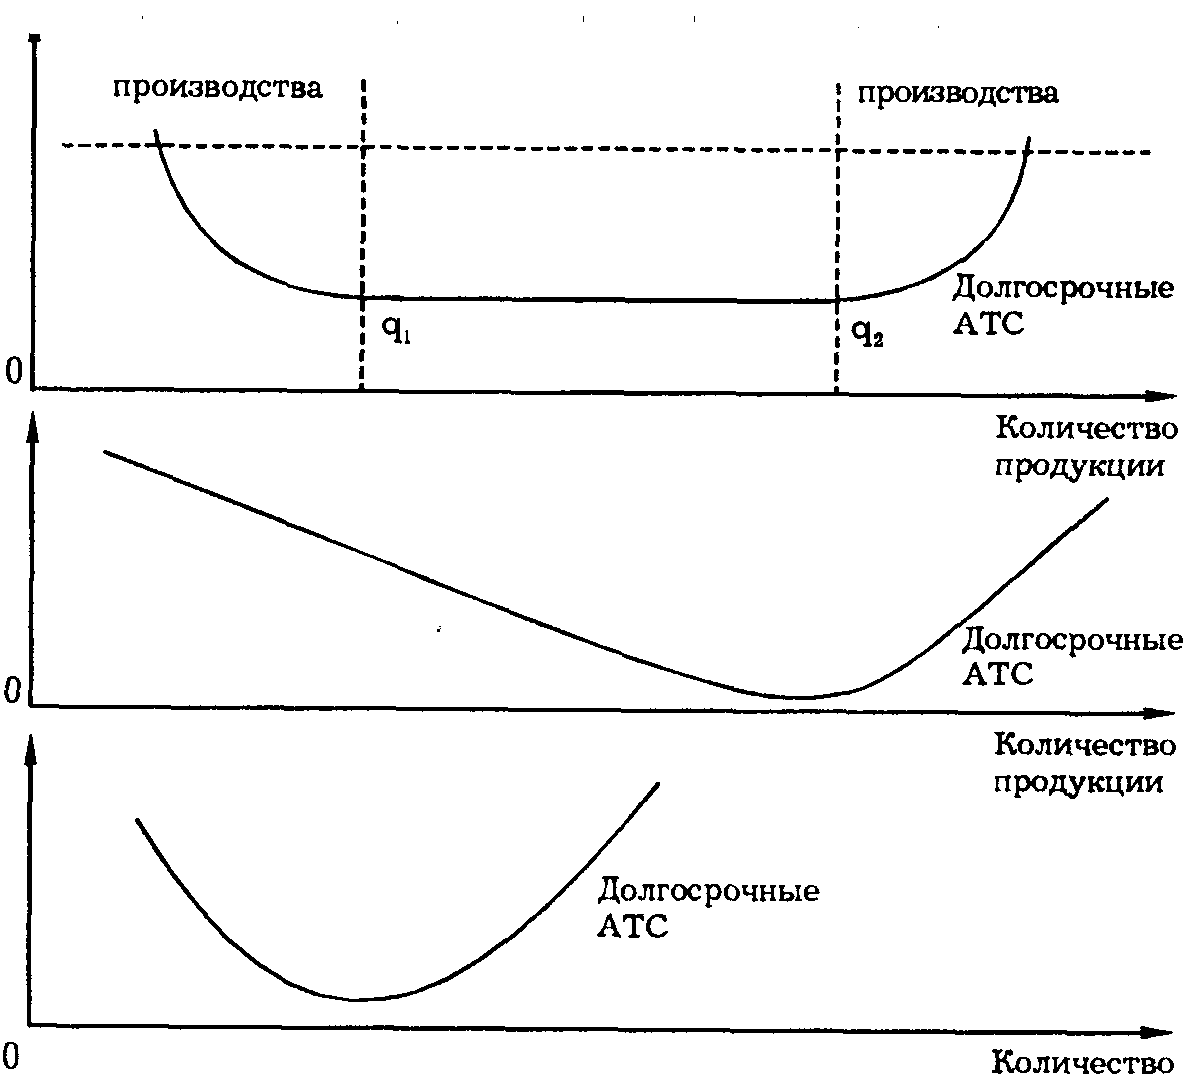 производства
производства
Долгосрочные
АТС
q₁
q₂
0
Количество
продукции
Долгосрочные
АТС
0
Количество
продукции
Долгосрочные
АТС
0
Количество